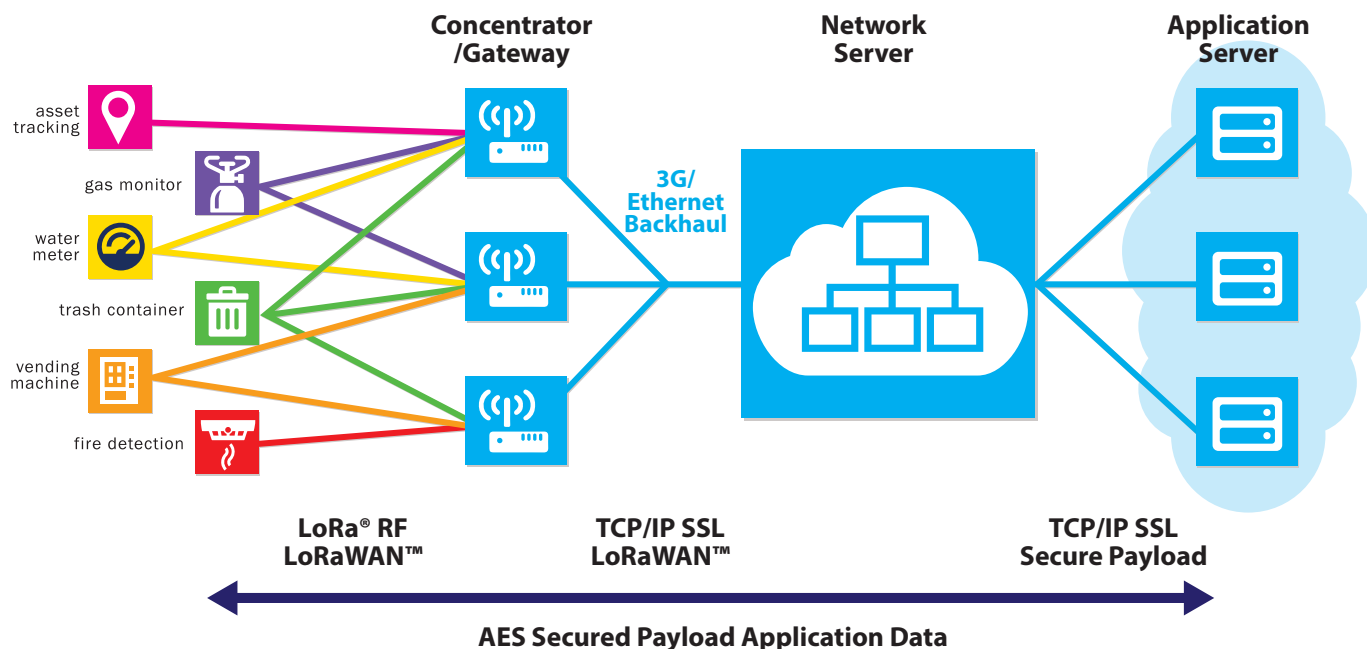 Concentrator
/Gateway
Network
Server
Application
Server
asset
tracking
gas monitor
water
meter
trash container
vending
machine
fire detection
3G/
Ethernet
Backhaul
LoRa® RF
LoRaWAN™
TCP/IP SSL
LoRaWAN™
TCP/IP SSL
Secure Payload
AES Secured Payload Application Data